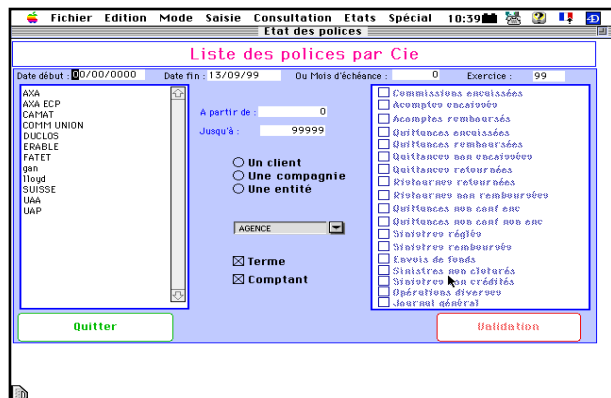 Fichier Edition Mode Saisie Consultation Etats Spécial 10:39
Etat des polices
Liste des polices par Cie
Date début : 00/00/0000 Date fin : 13/09/99 Ou Mois d'échéance : 0 Exercice : 99
AXA
AXA ECP
CAMAT
COMM UNION
DUCLOS
ERABLE
FATET
gan
lloyd
SUISSE
UAA
UAP
A partir de : 0
Jusqu'à : 99999
Un client
Une compagnie
Une entité
AGENCE
Terme
Comptant
Commissions encaissées
Acomptes encaissés
Acomptes remboursés
Quittances encaissées
Quittances remboursées
Quittances non encaissées
Quittances retournées
Ristournes retournées
Ristournes non remboursées
Quittances non conf enc
Quittances non conf non enc
Sinistres réglés
Sinistres remboursés
Envois de fonds
Sinistres non cloturés
Sinistres non crédités
Opérations diverses
Journal général
Quitter
Validation